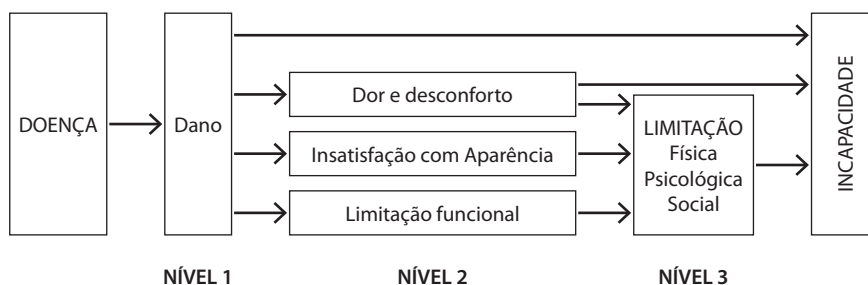 DOENÇA
Dano
Dor e desconforto
Insatisfação com Aparência
Limitação funcional
LIMITAÇÃO
Física
Psicológica
Social
INCAPACIDADE
NÍVEL 1
NÍVEL 2
NÍVEL 3